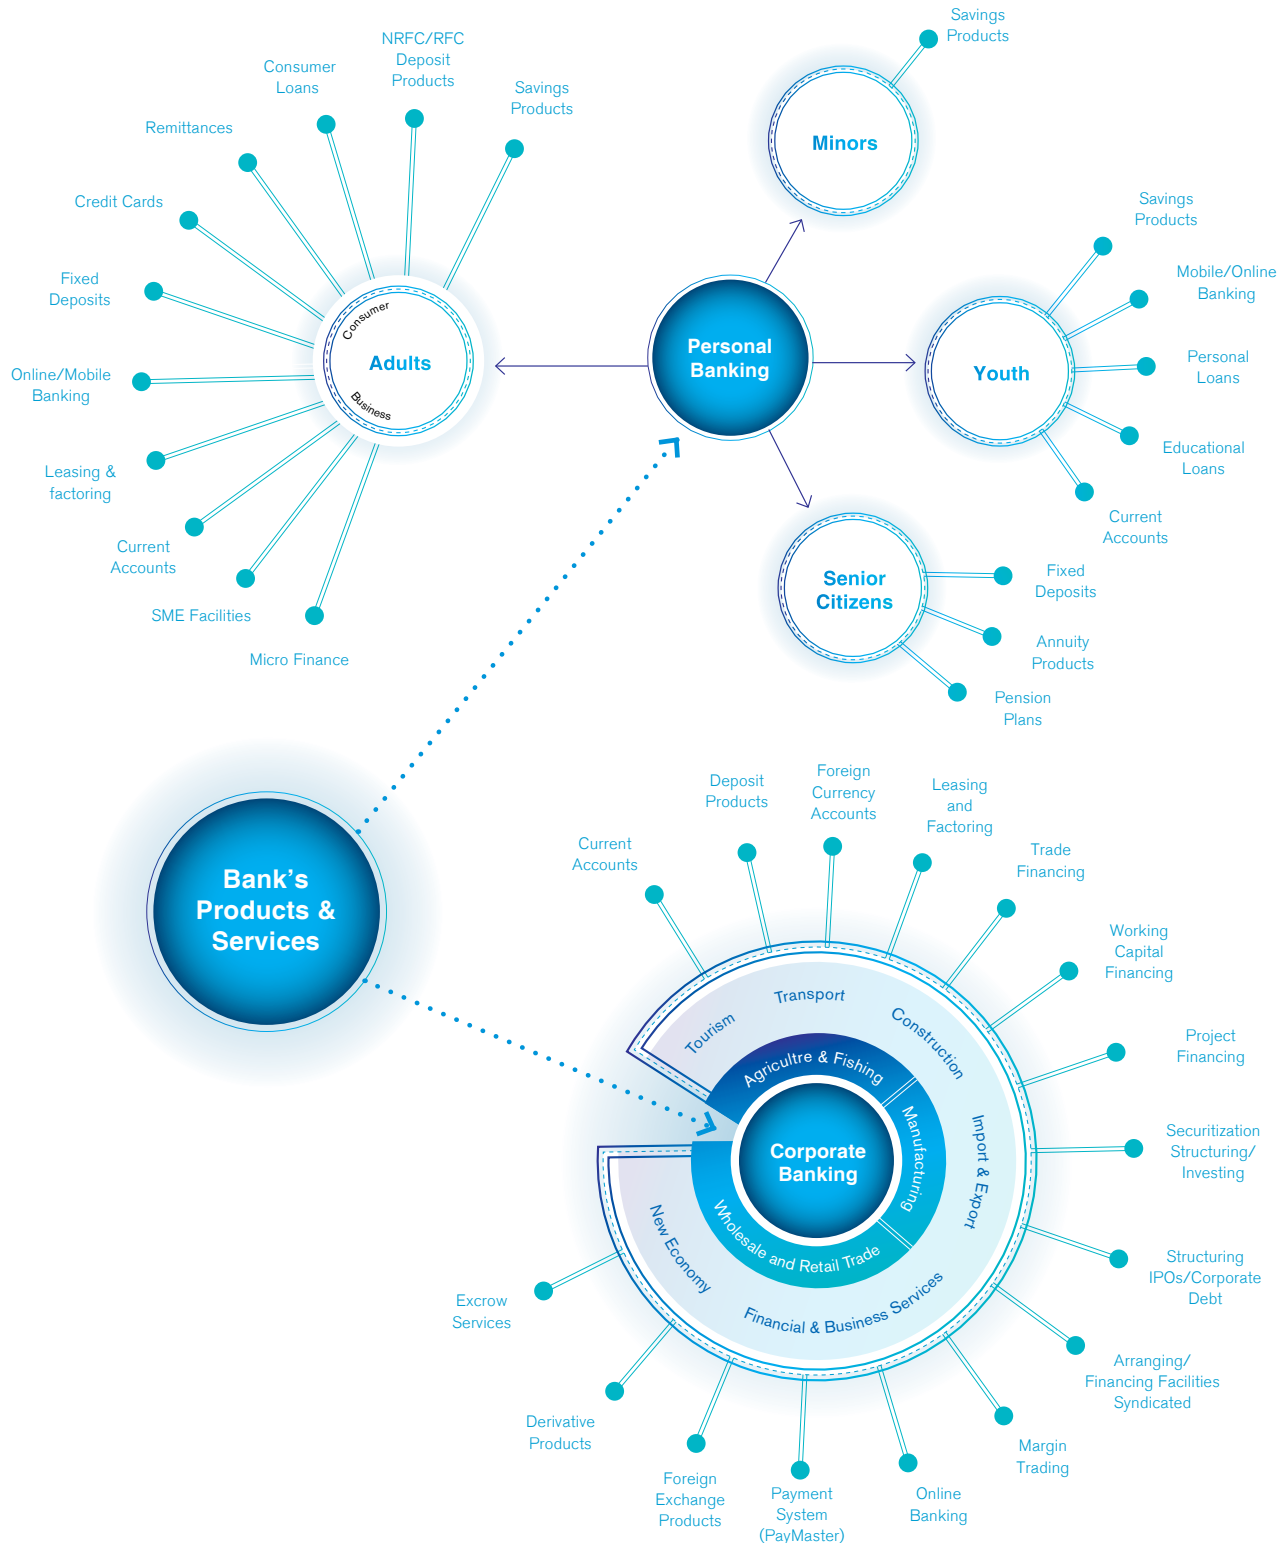 Savings
Products
Minors
NRFC/RFC
Deposit
Products
Consumer
Loans
Savings
Products
Remittances
Credit Cards
Fixed
Deposits
Online/Mobile
Banking
Leasing &
factoring
Current
Accounts
SME Facilities
Micro Finance
Consumer
Adults
Business
Personal
Banking
Savings
Products
Mobile/Online
Banking
Personal
Loans
Educational
Loans
Current
Accounts
Youth
Senior
Citizens
Fixed
Deposits
Annuity
Products
Pension
Plans
Bank’s
Products &
Services
Current
Accounts
Deposit
Products
Foreign
Currency
Accounts
Leasing
and
Factoring
Trade
Financing
Working
Capital
Financing
Project
Financing
Securitization
Structuring/
Investing
Structuring
IPOs/Corporate
Debt
Arranging/
Financing Facilities
Syndicated
Margin
Trading
Online
Banking
Payment
System
(PayMaster)
Foreign
Exchange
Products
Derivative
Products
Excrow
Services
Tourism
Transport
Construction
Import & Export
Financial & Business Services
New Economy
Agricultre & Fishing
Manufacturing
Wholesale and Retail Trade
Corporate
Banking